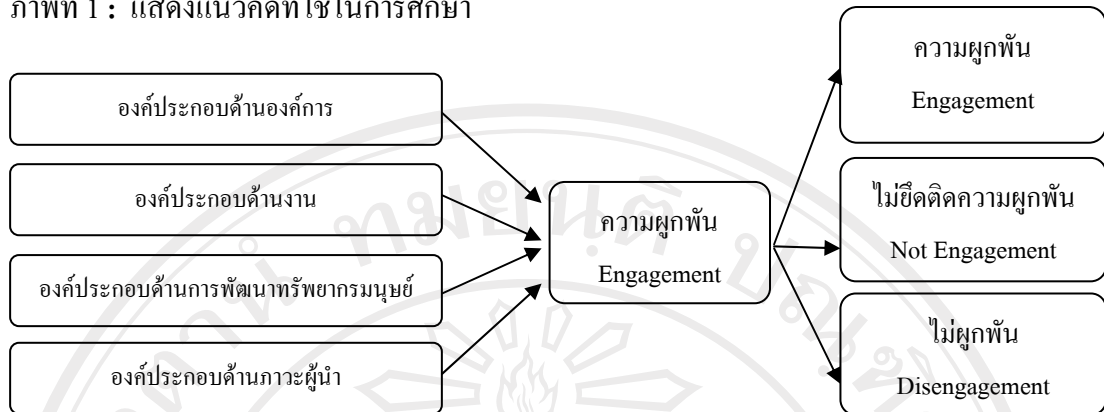 ภาพที่ 1 : แสดงแนวคิดที่ใช้ในการศึกษา
องค์ประกอบด้านองค์การ
องค์ประกอบด้านงาน
องค์ประกอบด้านการพัฒนาทรัพยากรมนุษย์
องค์ประกอบด้านภาวะผู้นำ
ความผูกพัน
Engagement
ความผูกพัน
Engagement
ไม่ยึดติดความผูกพัน
Not Engagement
ไม่ผูกพัน
Disengagement